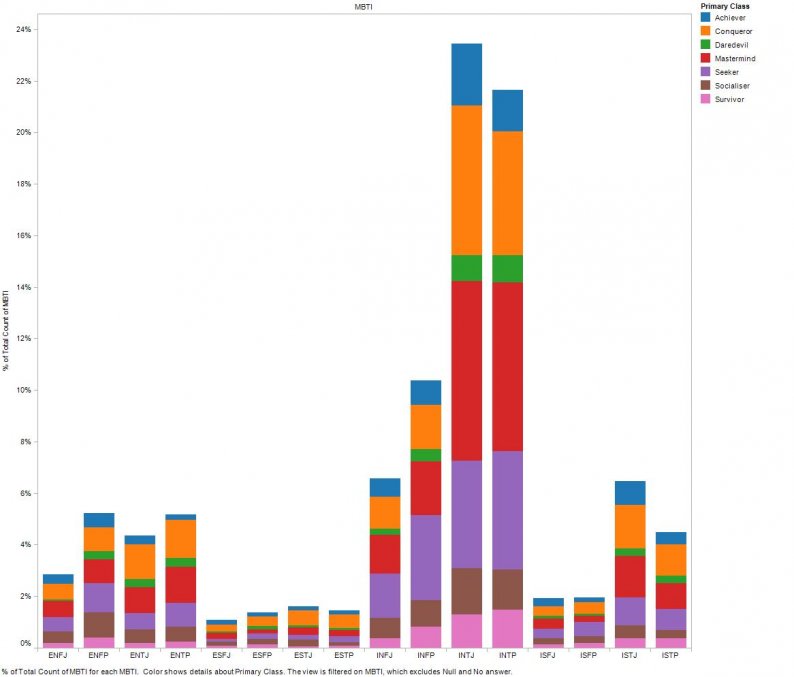 MBTI
Primary Class
Achiever
Conqueror
Daredevil
Mastermind
Seeker
Socialiser
Survivor
% of Total Count of MBTI
24%
22%
20%
18%
16%
14%
12%
10%
8%
6%
4%
2%
0%
ENFJ ENFP ENTJ ENTP ESFJ ESFP ESTJ ESTP INFJ INFP INTJ INTP ISFJ ISFP ISTJ ISTP
% of Total Count of MBTI for each MBTI. Color shows details about Primary Class. The view is filtered on MBTI, which excludes Null and No answer.